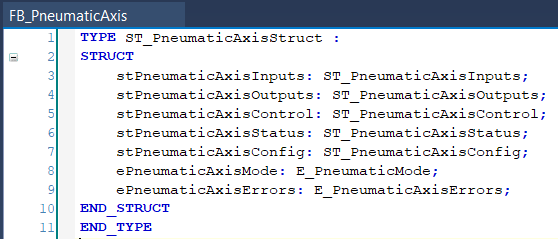 FB_PneumaticAxis
1 TYPE ST_PneumaticAxisStruct :
2 STRUCT
3 stPneumaticAxisInputs: ST_PneumaticAxisInputs;
4 stPneumaticAxisOutputs: ST_PneumaticAxisOutputs;
5 stPneumaticAxisControl: ST_PneumaticAxisControl;
6 stPneumaticAxisStatus: ST_PneumaticAxisStatus;
7 stPneumaticAxisConfig: ST_PneumaticAxisConfig;
8 ePneumaticAxisMode: E_PneumaticMode;
9 ePneumaticAxisErrors: E_PneumaticAxisErrors;
10 END_STRUCT
11 END_TYPE